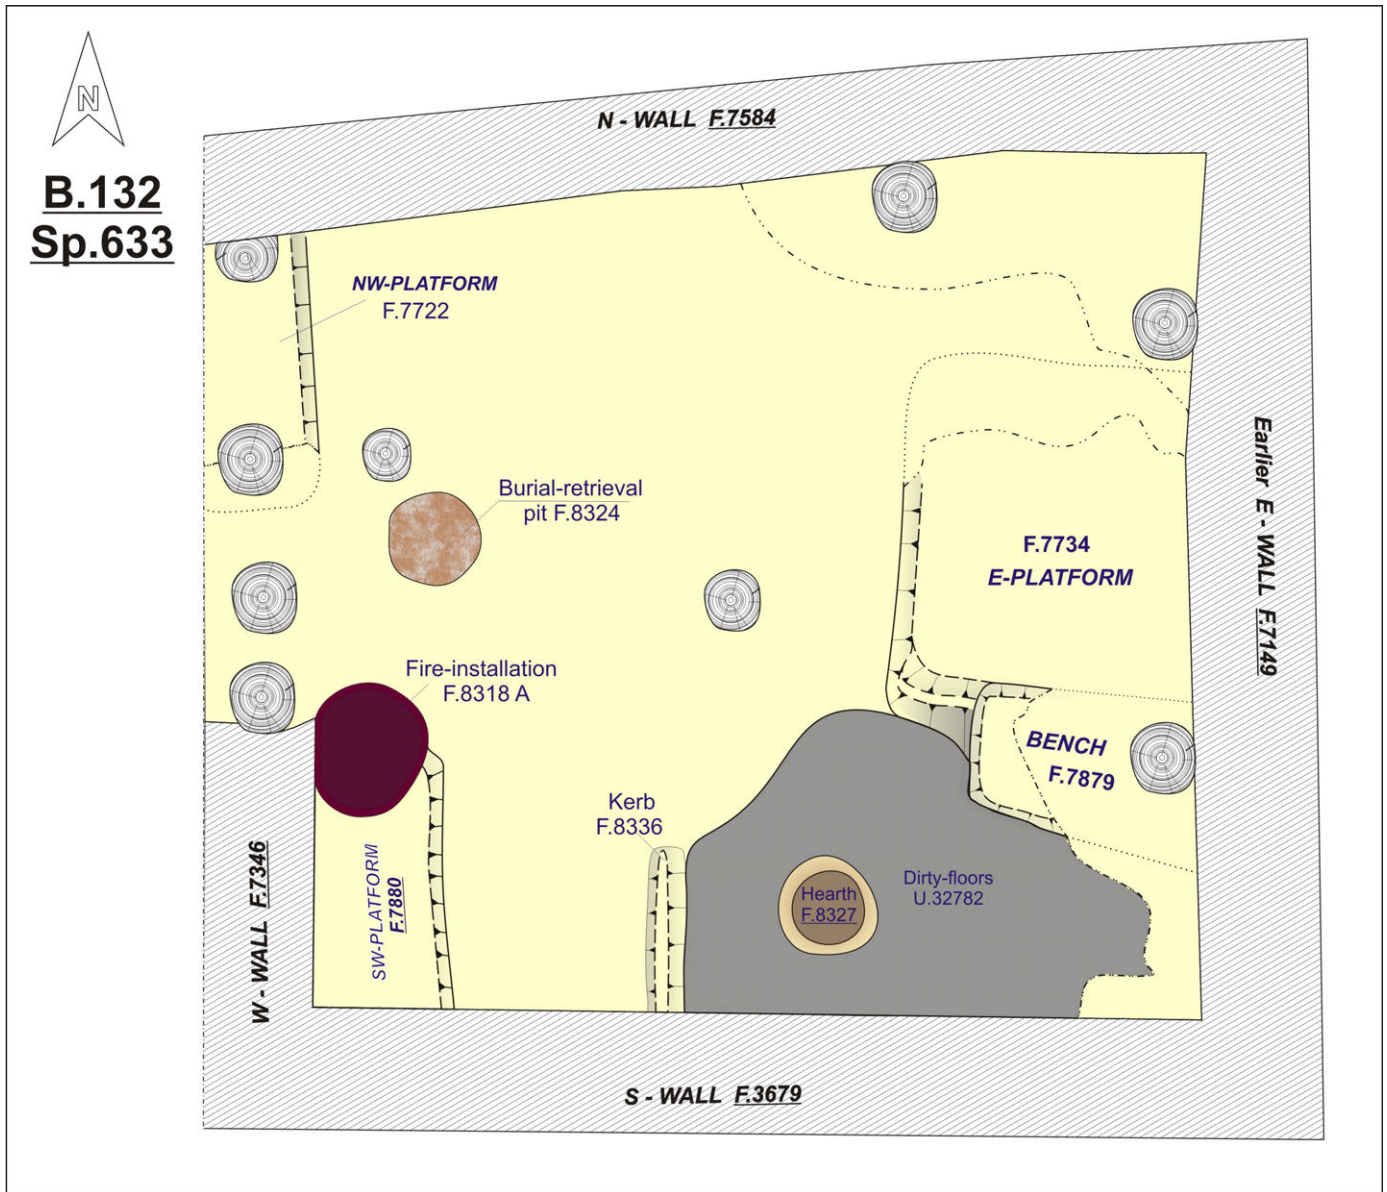 N
B.132
Sp.633
N - WALL F.7584
NW-PLATFORM
F.7722
Burial-retrieval
pit F.8324
F.7734
E-PLATFORM
Earlier E - WALL F.7149
Fire-installation
F.8318 A
BENCH
F.7879
Kerb
F.8336
SW-PLATFORM
F.7880
W - WALL F.7346
Hearth
F.8327
Dirty-floors
U.32782
S - WALL F.3679